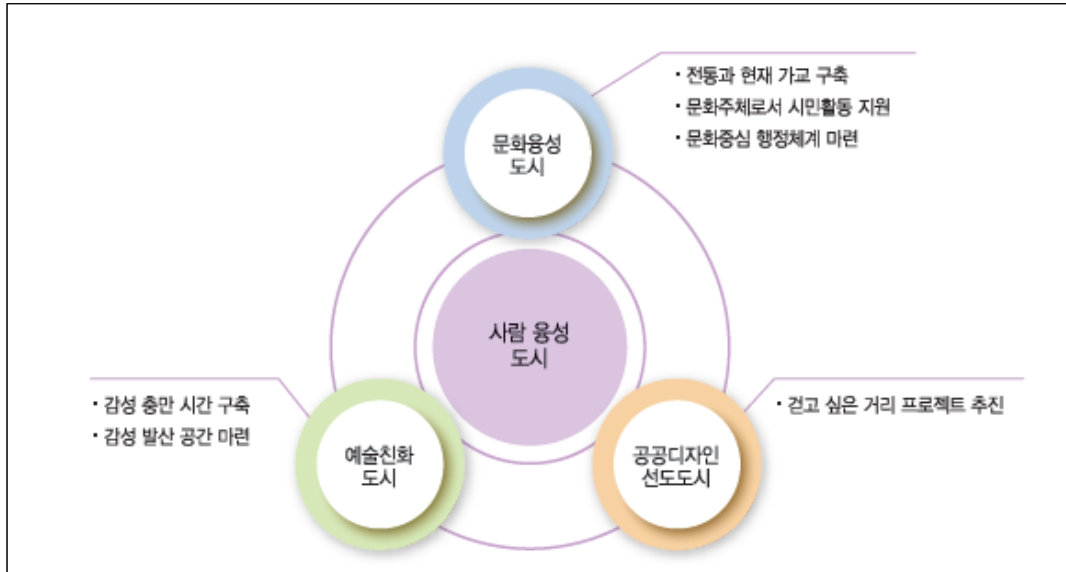 · 전통과 현재 가교 구축
· 문화주체로서 시민활동 지원
· 문화중심 행정체계 마련
문화융성
도시
사람 융성
도시
· 감성 충만 시간 구축
· 감성 발산 공간 마련
예술친화
도시
· 걷고 싶은 거리 프로젝트 추진
공공디자인
선도도시